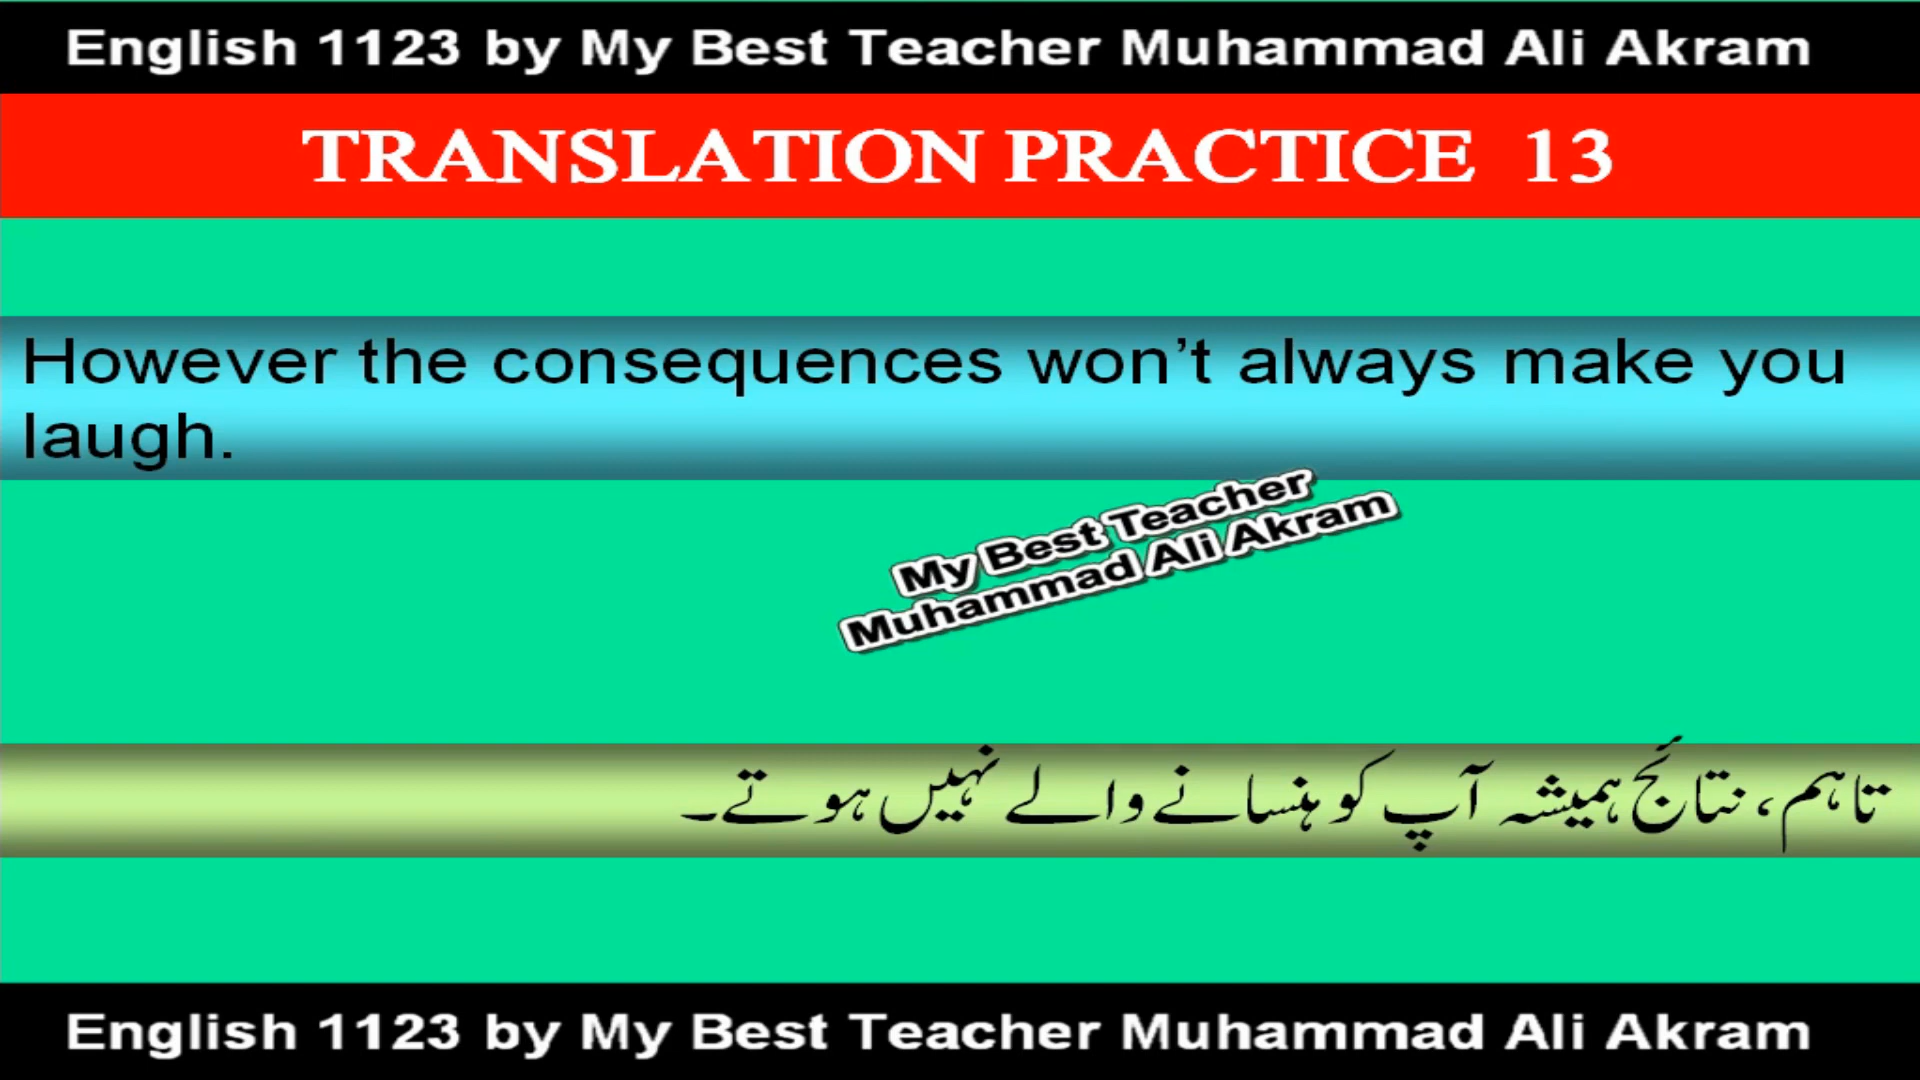 English 1123 by My Best Teacher Muhammad Ali Akram
TRANSLATION PRACTICE 13
However the consequences won’t always make you
laugh.
My Best Teacher
Muhammad Ali Akram
تاہم، نتائج ہمیشہ آپ کو ہنسانے والے نہیں ہوتے۔
English 1123 by My Best Teacher Muhammad Ali Akram